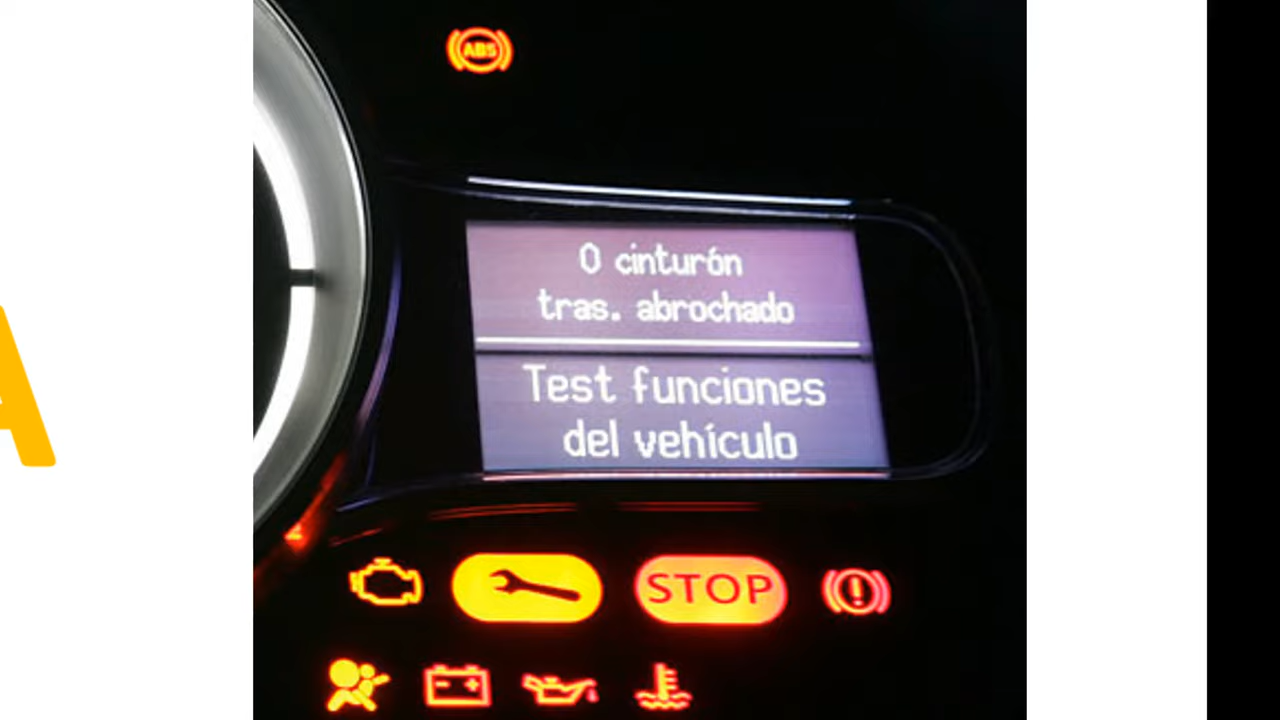 ABS
0 cinturón
tras. abrochado
Test funciones
del vehículo
STOP
A